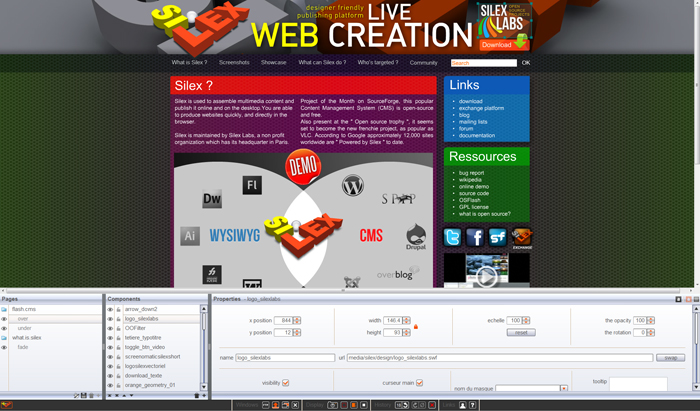 designer friendly
publishing platform
LIVE
WEB CREATION
SILEX
SILEX LABS
OPEN SOURCE PROJECTS
Download
What is Silex ? Screenshots Showcase What can Silex do ? Who's targeted ? Community Search OK
Silex ?
Silex is used to assemble multimedia content and
publish it online and on the desktop.You are able
to produce websites quickly, and directly in the
browser.
Silex is maintained by Silex Labs, a non profit
organization which has its headquarter in Paris.
Project of the Month on SourceForge, this popular
Content Management System (CMS) is open-source
and free.
Also present at the " Open source trophy ", it seems
set to become the new frenchie project, as popular as
VLC. According to Google approximately 12,000 sites
worldwide are " Powered by Silex " to date.
Links
download
exchange platform
blog
mailing lists
forum
documentation
Ressources
bug report
wikipedia
online demo
source code
OSFlash
GPL license
what is open source?
EXCHANGE
DEMO
Dw
Fl
SPIP
Ai
WYSIWYG
SILEX
CMS
Drupal
overblog
Pages
flash.cms
over
under
what.is.silex
fade
Components
arrow_down2
logo_silexlabs
OOFilter
tetiere_typotitre
toggle_btn_video
screenomatic.silexshort
logosilexvectoriel
download_texte
orange_geometry_01
Properties - logo_silexlabs
x position 844 width 146.4 echelle 100 the opacity 100
y position 12 height 93 reset the rotation 0
name logo_silexlabs url media/silex/design/logo_silexlabs.swf swap
visibility curseur main nom du masque tooltip